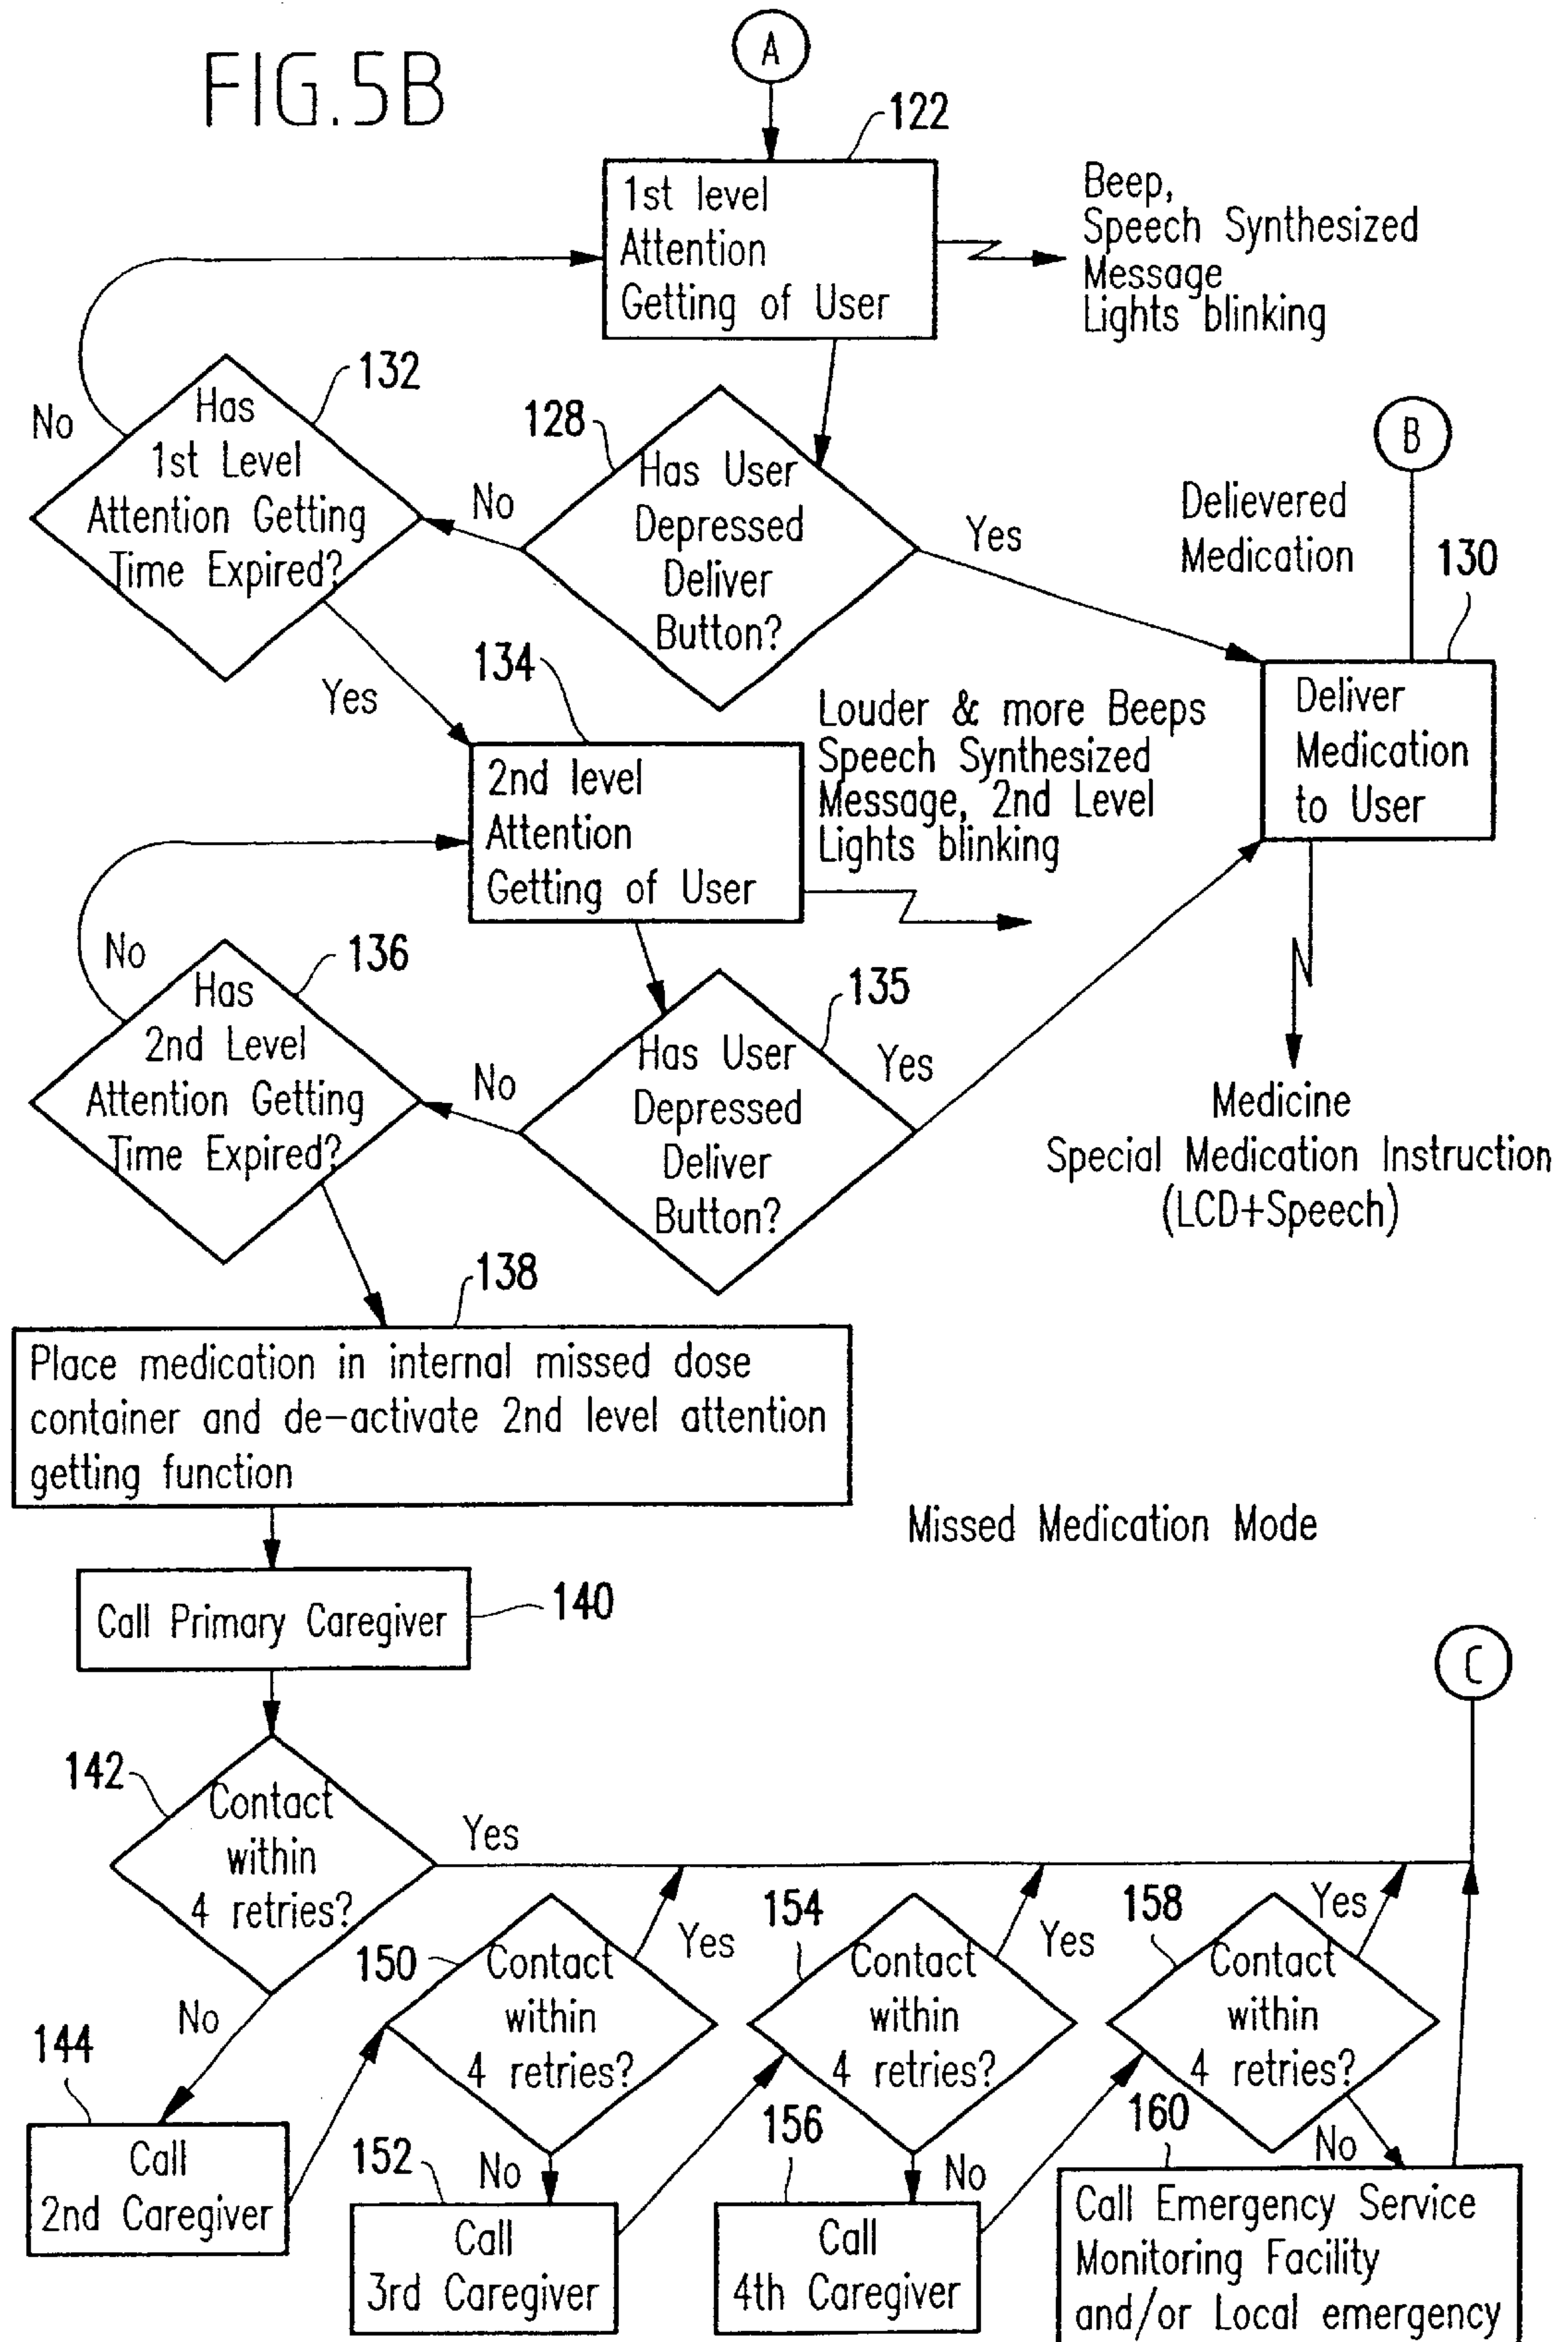 FIG.5B
A
122
1st level
Attention
Getting of User
Beep,
Speech Synthesized
Message
Lights blinking
132
Has
1st Level
Attention Getting
Time Expired?
No
128
Has User
Depressed
Deliver
Button?
No
Yes
B
Delievered
Medication
130
Deliver
Medication
to User
Yes
134
2nd level
Attention
Getting of User
Louder & more Beeps
Speech Synthesized
Message, 2nd Level
Lights blinking
No
136
Has
2nd Level
Attention Getting
Time Expired?
No
135
Has User
Depressed
Deliver
Button?
Yes
Medicine
Special Medication Instruction
(LCD+Speech)
138
Place medication in internal missed dose
container and de-activate 2nd level attention
getting function
Missed Medication Mode
Call Primary Caregiver
140
C
142
Contact
within
4 retries?
Yes
No
144
Call
2nd Caregiver
150
Contact
within
4 retries?
Yes
No
152
Call
3rd Caregiver
154
Contact
within
4 retries?
Yes
No
156
Call
4th Caregiver
158
Contact
within
4 retries?
Yes
No
160
Call Emergency Service
Monitoring Facility
and/or Local emergency